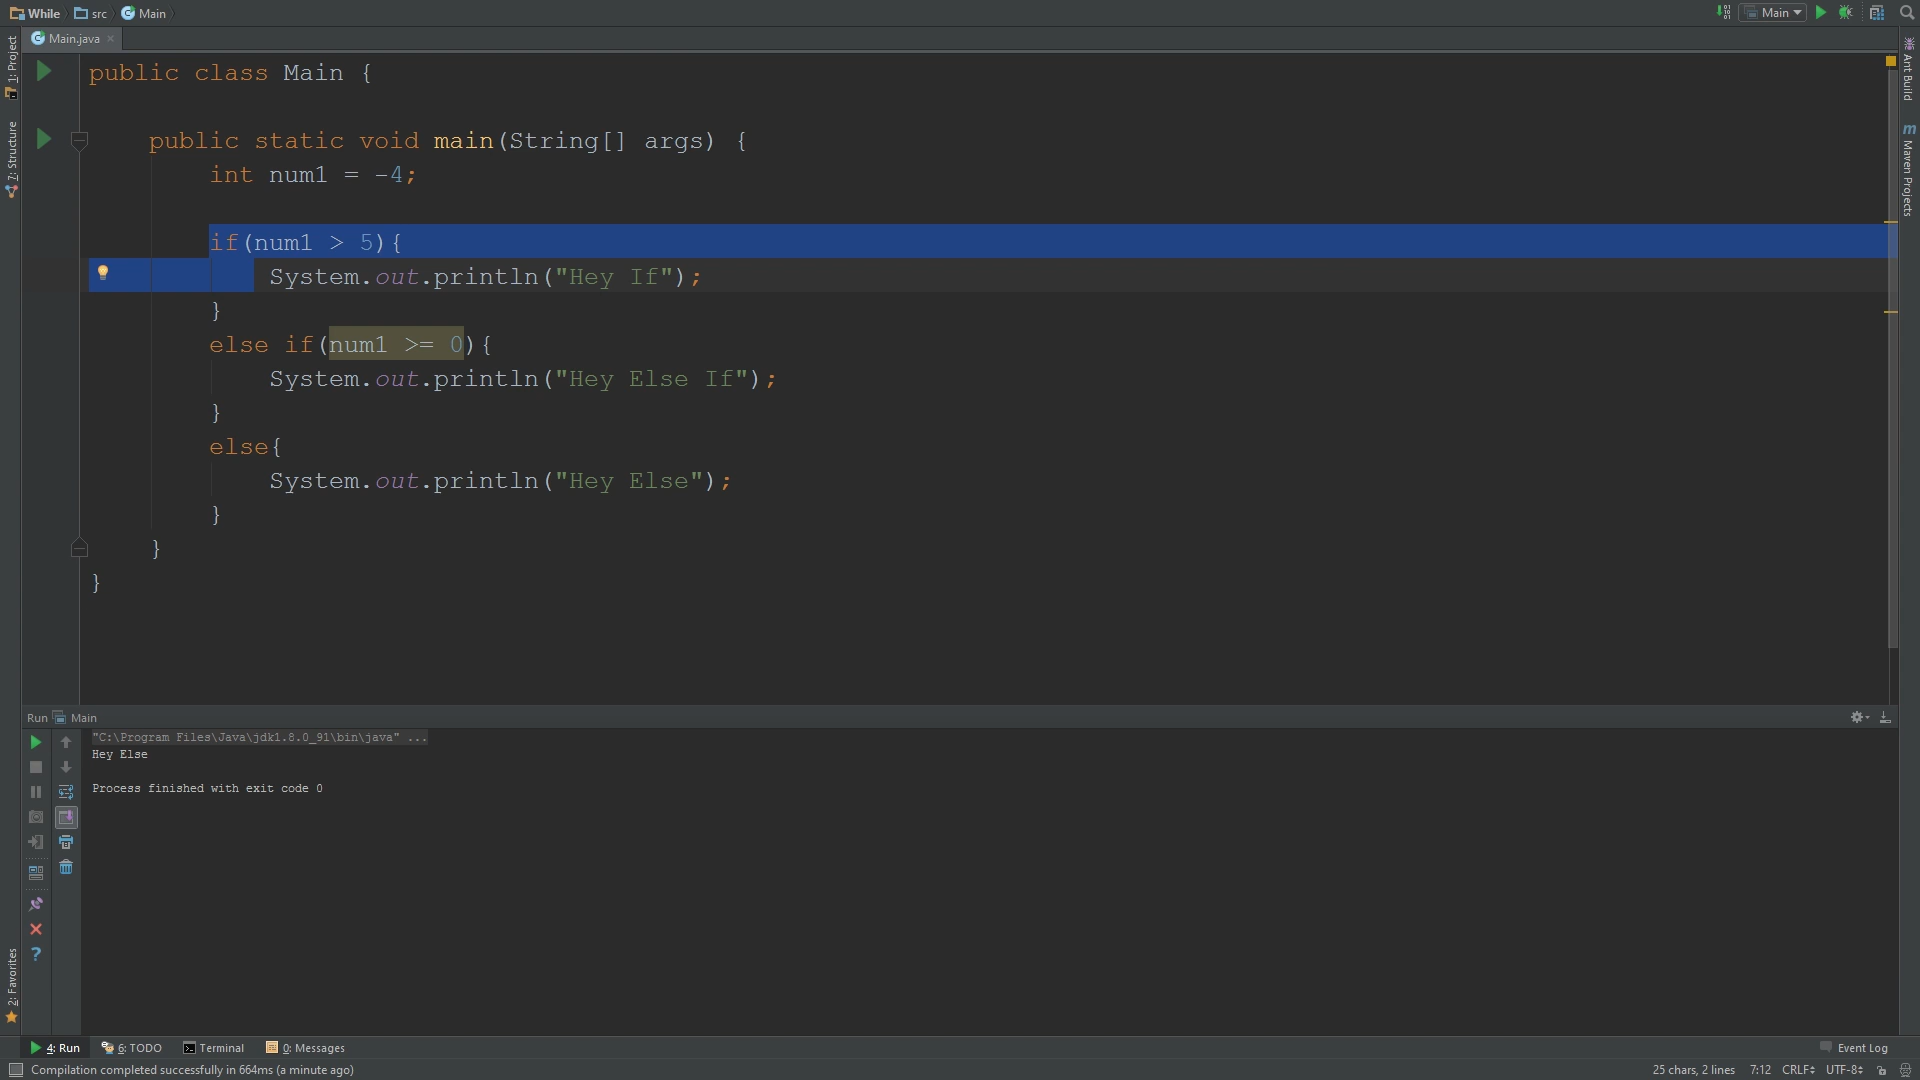 While src Main
Main
Main.java
1: Project
7: Structure
2: Favorites
public class Main {
public static void main(String[] args) {
int num1 = -4;
if(num1 > 5){
System.out.println("Hey If");
}
else if(num1 >= 0){
System.out.println("Hey Else If");
}
else{
System.out.println("Hey Else");
}
}
}
Ant Build
Maven Projects
Run Main
"C:\Program Files\Java\jdk1.8.0_91\bin\java" ...
Hey Else
Process finished with exit code 0
4: Run 6: TODO Terminal 0: Messages
Event Log
Compilation completed successfully in 664ms (a minute ago)
25 chars, 2 lines 7:12 CRLF UTF-8